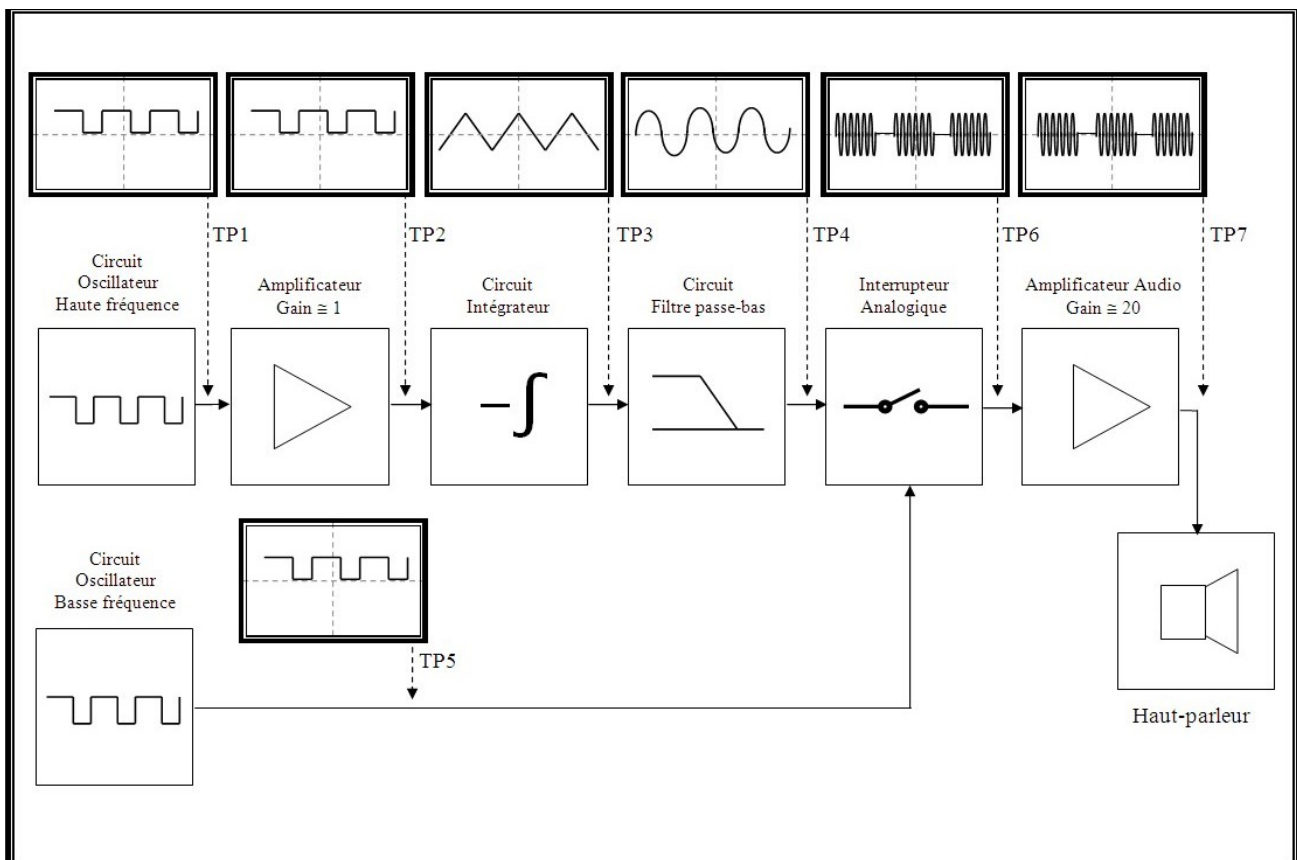 TP1
TP2
TP3
TP4
TP6
TP7
Circuit
Oscillateur
Haute fréquence
Amplificateur
Gain ≅ 1
Circuit
Intégrateur
Circuit
Filtre passe-bas
Interrupteur
Analogique
Amplificateur Audio
Gain ≅ 20
Circuit
Oscillateur
Basse fréquence
TP5
Haut-parleur